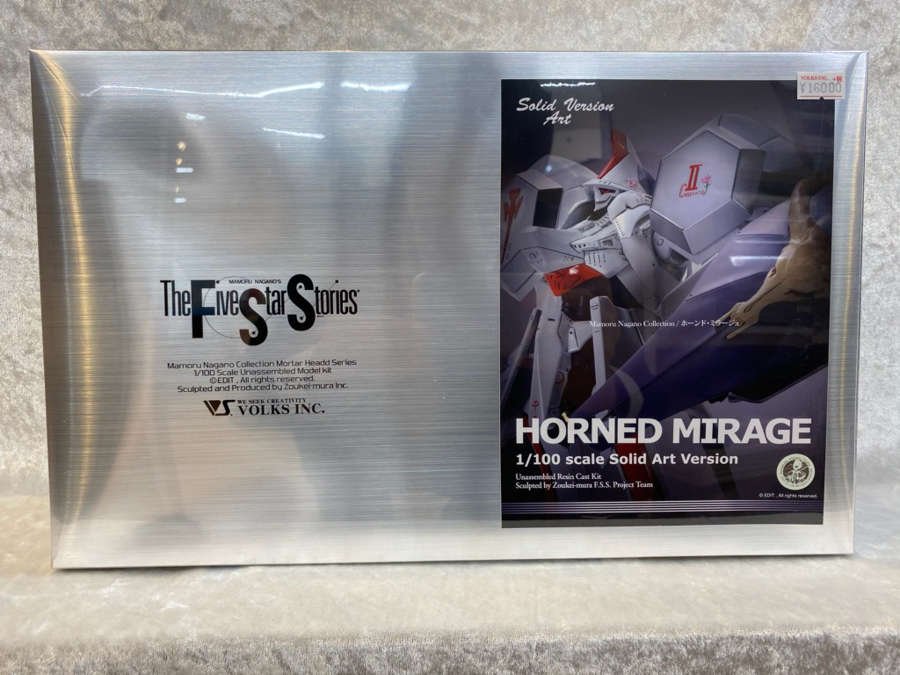 MAMORU NAGANO'S
The Five Star Stories
Mamoru Nagano Collection Mortar Headd Series
1/100 Scale Unassembled Model Kit
©EDIT, All rights reserved.
Sculpted and Produced by Zoukei-mura Inc.
WE SEEK CREATIVITY
VS. VOLKS INC.
¥16000
Solid Version
Art
II
Mamoru Nagano Collection / ホーンド・ミラージュ
HORNED MIRAGE
1/100 scale Solid Art Version
Unassembled Resin Cast Kit
Sculpted by Zoukei-mura F.S.S. Project Team
© EDIT, All rights reserved.